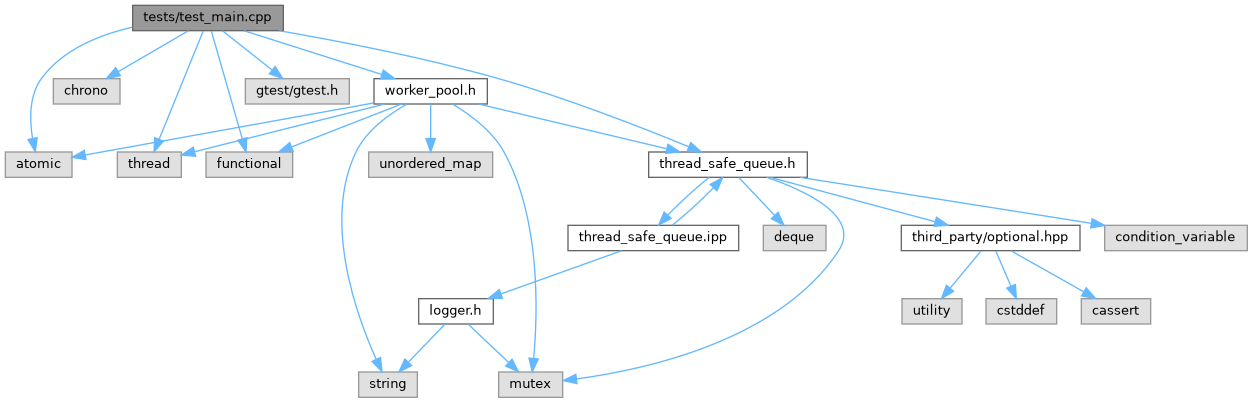 tests/test_main.cpp
chrono
gtest/gtest.h
worker_pool.h
atomic
thread
functional
unordered_map
thread_safe_queue.h
thread_safe_queue.ipp
deque
third_party/optional.hpp
condition_variable
logger.h
utility
cstddef
cassert
string
mutex